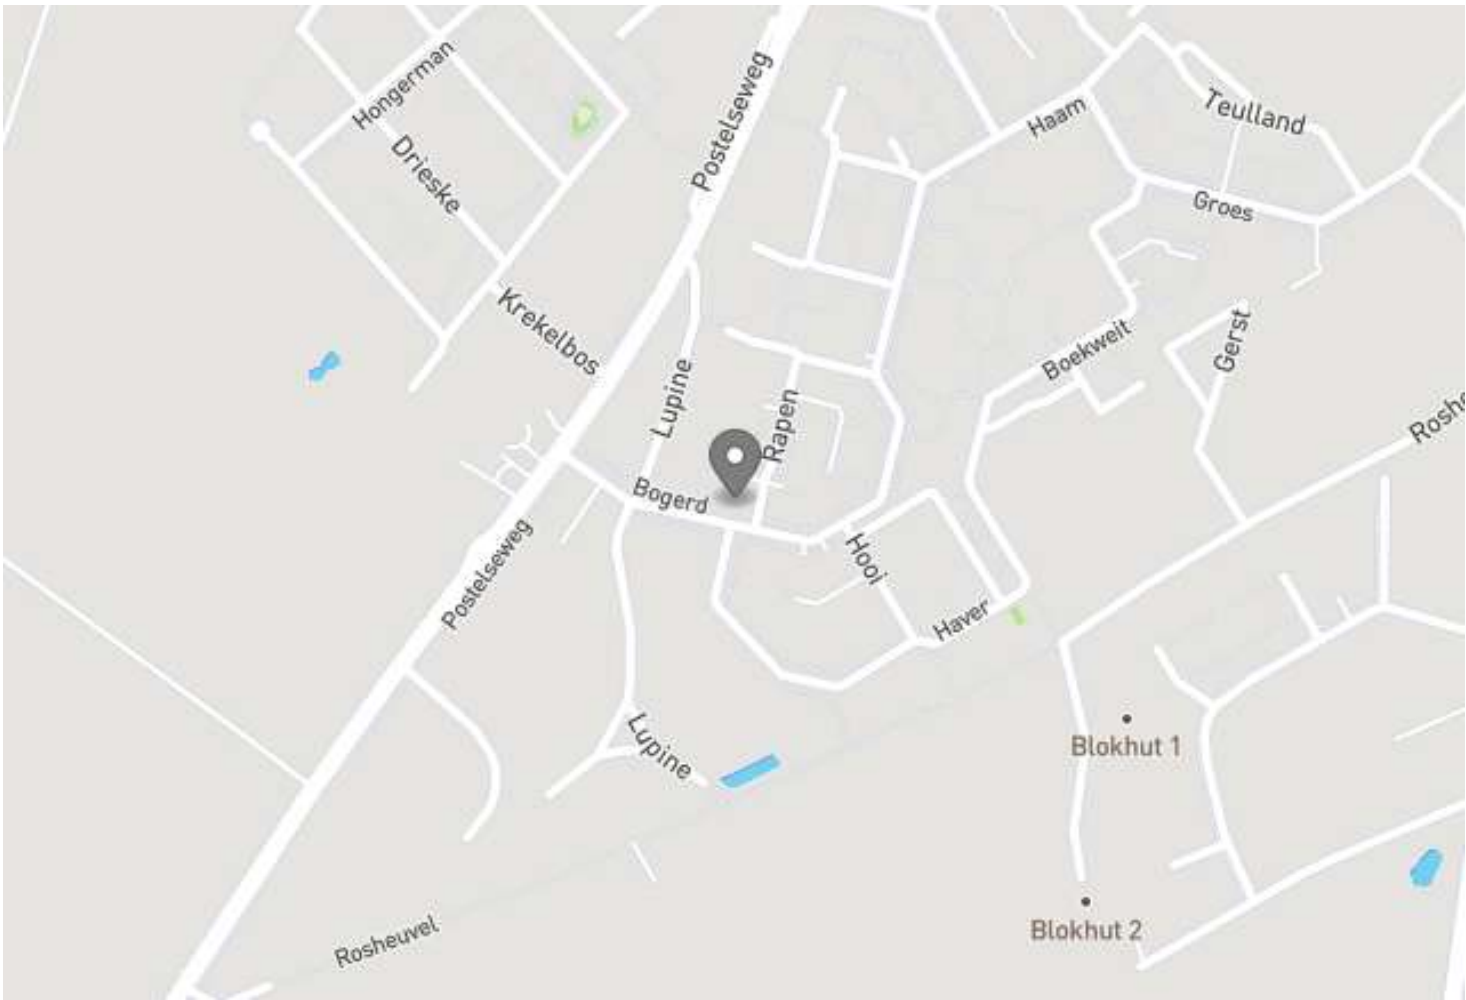 Hongerman
Postelseweg
Haam
Teulland
Drieske
Groes
Krekelbos
Gerst
Boekweit
Lupine
Rapen
Roshe
Bogerd
Postelseweg
Hooi
Haver
Lupine
Blokhut 1
Rosheuvel
Blokhut 2